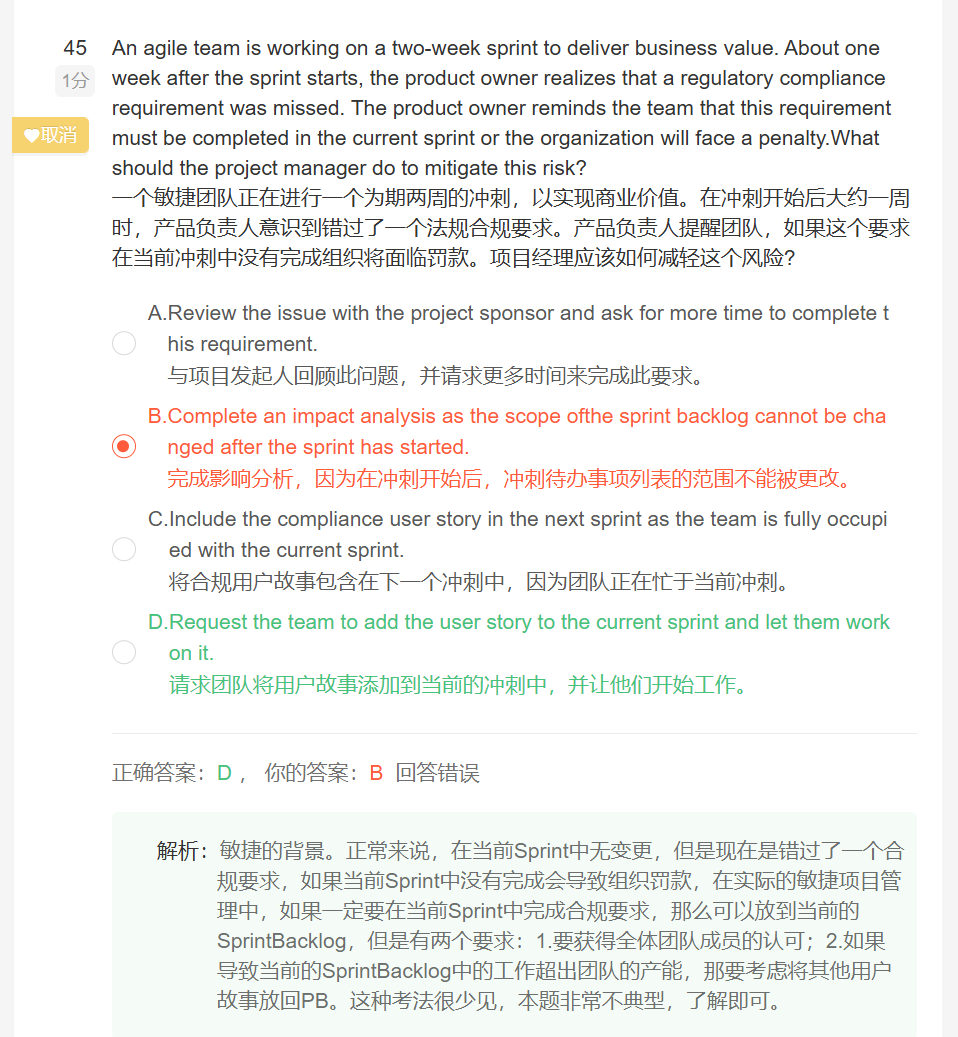 45
An agile team is working on a two-week sprint to deliver business value. About one
1分
week after the sprint starts, the product owner realizes that a regulatory compliance
requirement was missed. The product owner reminds the team that this requirement
取消
must be completed in the current sprint or the organization will face a penalty.What
should the project manager do to mitigate this risk?
一个敏捷团队正在进行一个为期两周的冲刺，以实现商业价值。在冲刺开始后大约一周
时，产品负责人意识到错过了一个法规合规要求。产品负责人提醒团队，如果这个要求
在当前冲刺中没有完成组织将面临罚款。项目经理应该如何减轻这个风险?
A.Review the issue with the project sponsor and ask for more time to complete t
his requirement.
与项目发起人回顾此问题，并请求更多时间来完成此要求。
B.Complete an impact analysis as the scope ofthe sprint backlog cannot be cha
nged after the sprint has started.
完成影响分析，因为在冲刺开始后，冲刺待办事项列表的范围不能被更改。
C.Include the compliance user story in the next sprint as the team is fully occupi
ed with the current sprint.
将合规用户故事包含在下一个冲刺中，因为团队正在忙于当前冲刺。
D.Request the team to add the user story to the current sprint and let them work
on it.
请求团队将用户故事添加到当前的冲刺中，并让他们开始工作。
正确答案：D ， 你的答案：B 回答错误
解析：敏捷的背景。正常来说，在当前Sprint中无变更，但是现在是错过了一个合
规要求，如果当前Sprint中没有完成会导致组织罚款，在实际的敏捷项目管
理中，如果一定要在当前Sprint中完成合规要求，那么可以放到当前的
SprintBacklog，但是有两个要求：1.要获得全体团队成员的认可；2.如果
导致当前的SprintBacklog中的工作超出团队的产能，那要考虑将其他用户
故事放回PB。这种考法很少见，本题非常不典型，了解即可。